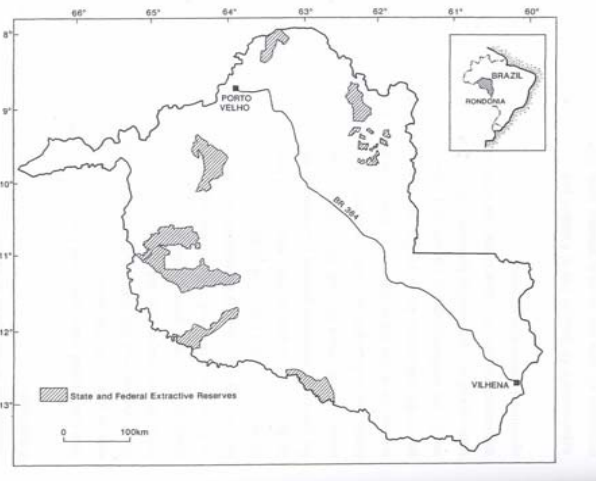 66° 65° 64° 63° 62° 61° 60°
8°
9°
10°
11°
12°
13°
PORTO
VELHO
BRAZIL
RONDONIA
BR 364
VILHENA
State and Federal Extractive Reserves
0 100km